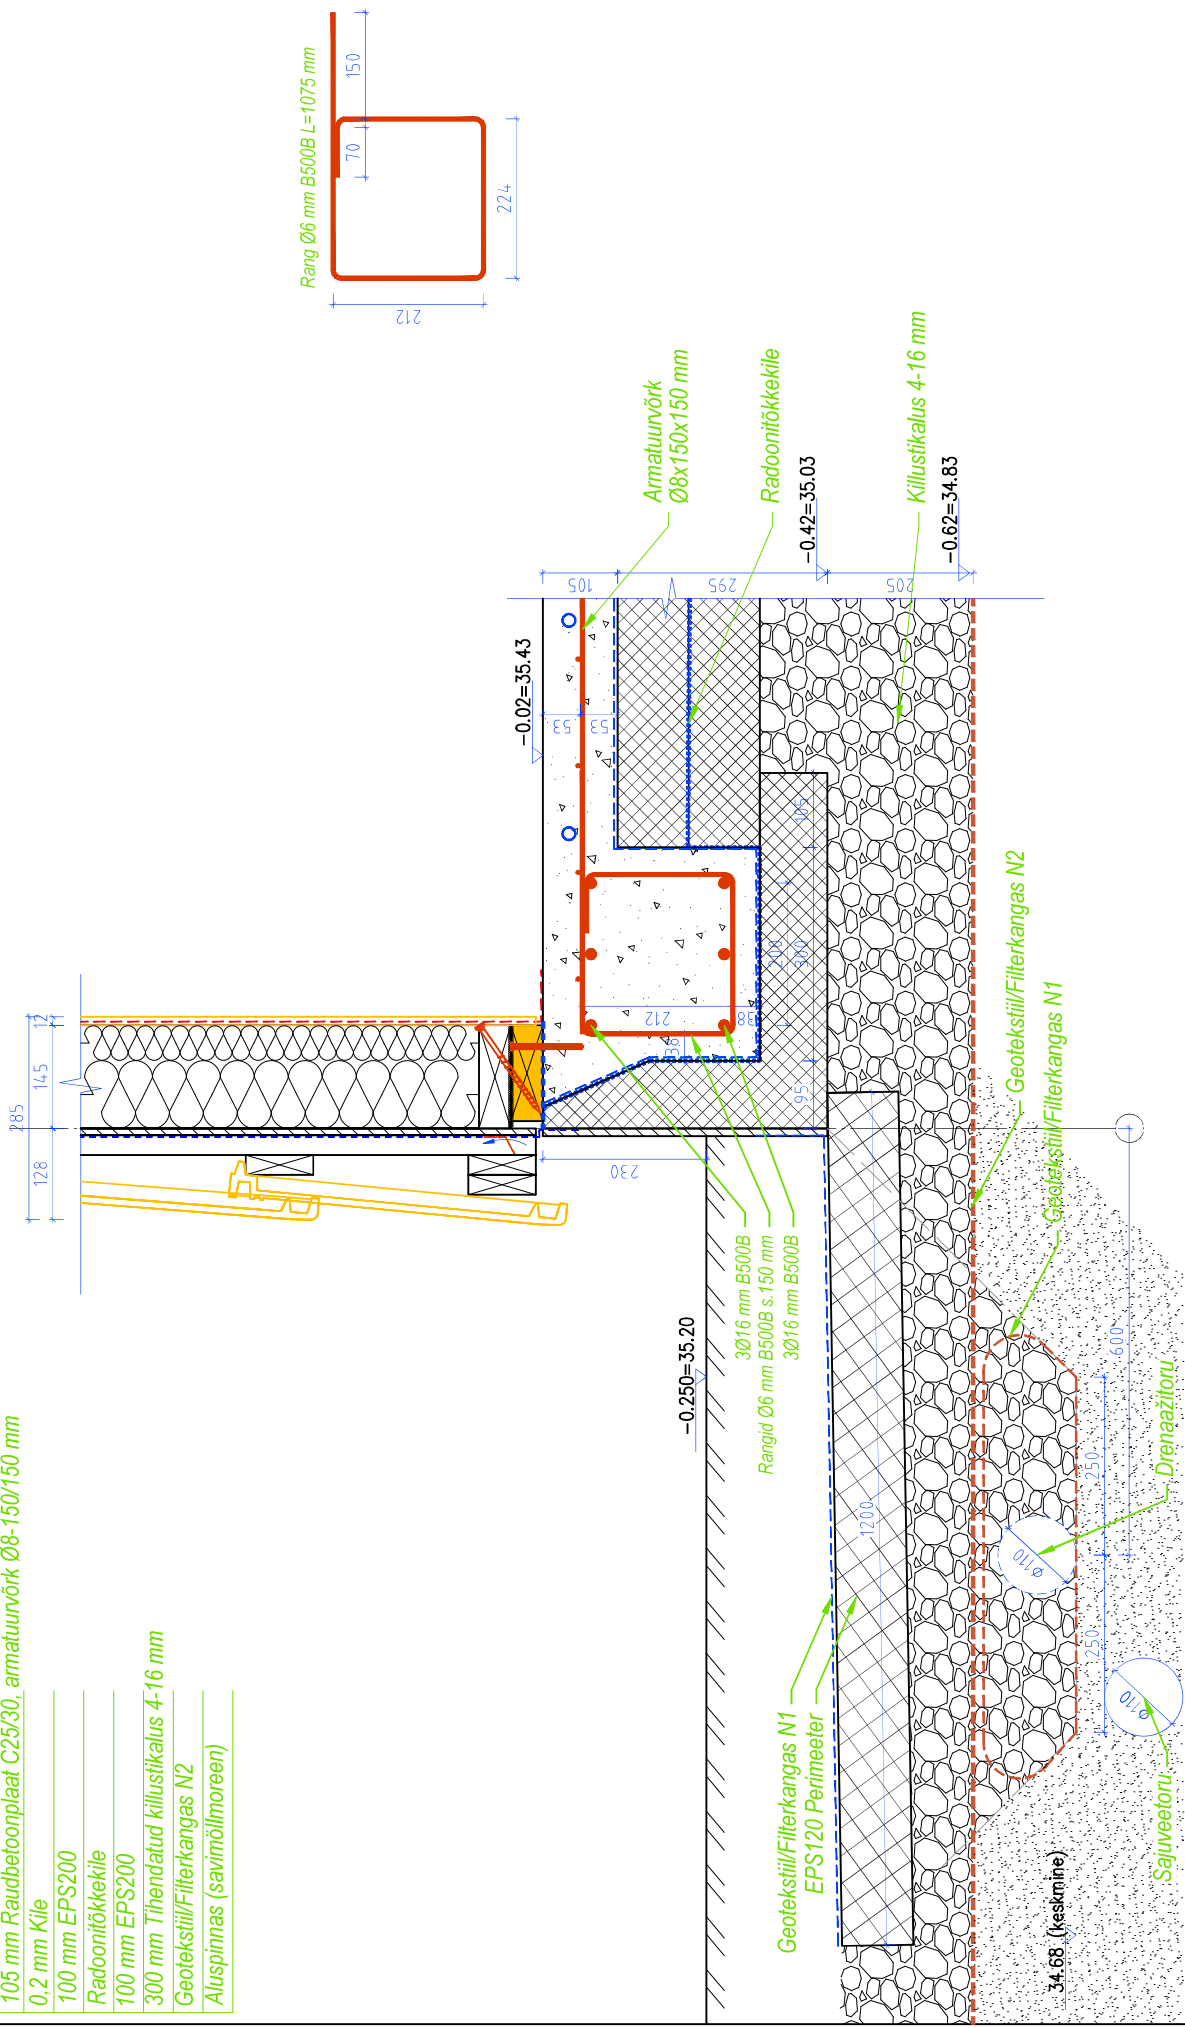 105 mm Raudbetoonplaat C25/30, armatuurvõrk Ø8-150/150 mm
0,2 mm Kile
100 mm EPS200
Radoonitõkkekile
100 mm EPS200
300 mm Tihendatud killustikalus 4-16 mm
Geotekstiil/Filterkangas N2
Aluspinnas (savimöllmoreen)
285
128
145
12
Rang Ø6 mm B500B L=1075 mm
150
70
224
212
Armatuurvõrk
Ø8x150x150 mm
Radoonitõkkekile
Killustikalus 4-16 mm
-0.02=35.43
-0.42=35.03
-0.62=34.83
105
295
205
53
53
105
200
300
212
38
38
95
230
3Ø16 mm B500B
Rangid Ø6 mm B500B s.150 mm
3Ø16 mm B500B
-0.250=35.20
Geotekstiil/Filterkangas N2
Geotekstiil/Filterkangas N1
Geotekstiil/Filterkangas N1
EPS120 Perimeeter
1200
600
250
250
Ø110
Ø110
Drenaažitoru
Sajuveetoru
34.68 (keskmine)